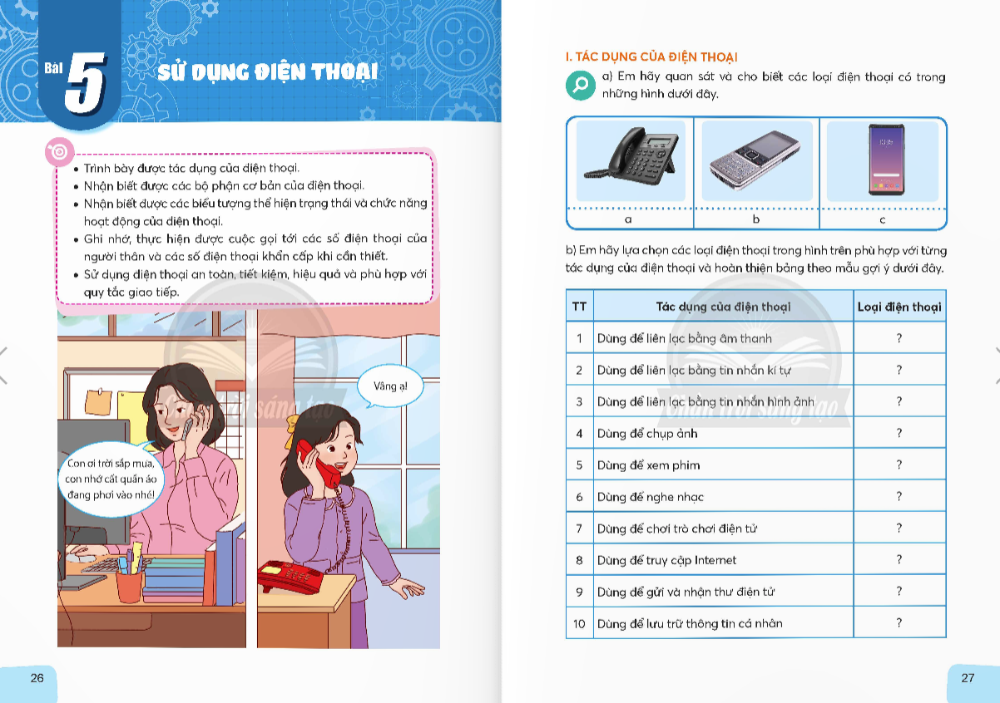 Bài 5
SỬ DỤNG ĐIỆN THOẠI
• Trình bày được tác dụng của điện thoại.
• Nhận biết được các bộ phận cơ bản của điện thoại.
• Nhận biết được các biểu tượng thể hiện trạng thái và chức năng
hoạt động của điện thoại.
• Ghi nhớ, thực hiện được cuộc gọi tới các số điện thoại của
người thân và các số điện thoại khẩn cấp khi cần thiết.
• Sử dụng điện thoại an toàn, tiết kiệm, hiệu quả và phù hợp với
quy tắc giao tiếp.
Vâng ạ!
Con ơi trời sắp mưa,
con nhớ cất quần áo
đang phơi vào nhé!
Chân trời sáng tạo
26
I. TÁC DỤNG CỦA ĐIỆN THOẠI
a) Em hãy quan sát và cho biết các loại điện thoại có trong
những hình dưới đây.
a b c
b) Em hãy lựa chọn các loại điện thoại trong hình trên phù hợp với từng
tác dụng của điện thoại và hoàn thiện bảng theo mẫu gợi ý dưới đây.
TT Tác dụng của điện thoại Loại điện thoại
1 Dùng để liên lạc bằng âm thanh ?
2 Dùng để liên lạc bằng tin nhắn kí tự ?
3 Dùng để liên lạc bằng tin nhắn hình ảnh ?
Chân trời sáng tạo
4 Dùng để chụp ảnh ?
5 Dùng để xem phim ?
6 Dùng để nghe nhạc ?
7 Dùng để chơi trò chơi điện tử ?
8 Dùng để truy cập Internet ?
9 Dùng để gửi và nhận thư điện tử ?
10 Dùng để lưu trữ thông tin cá nhân ?
27